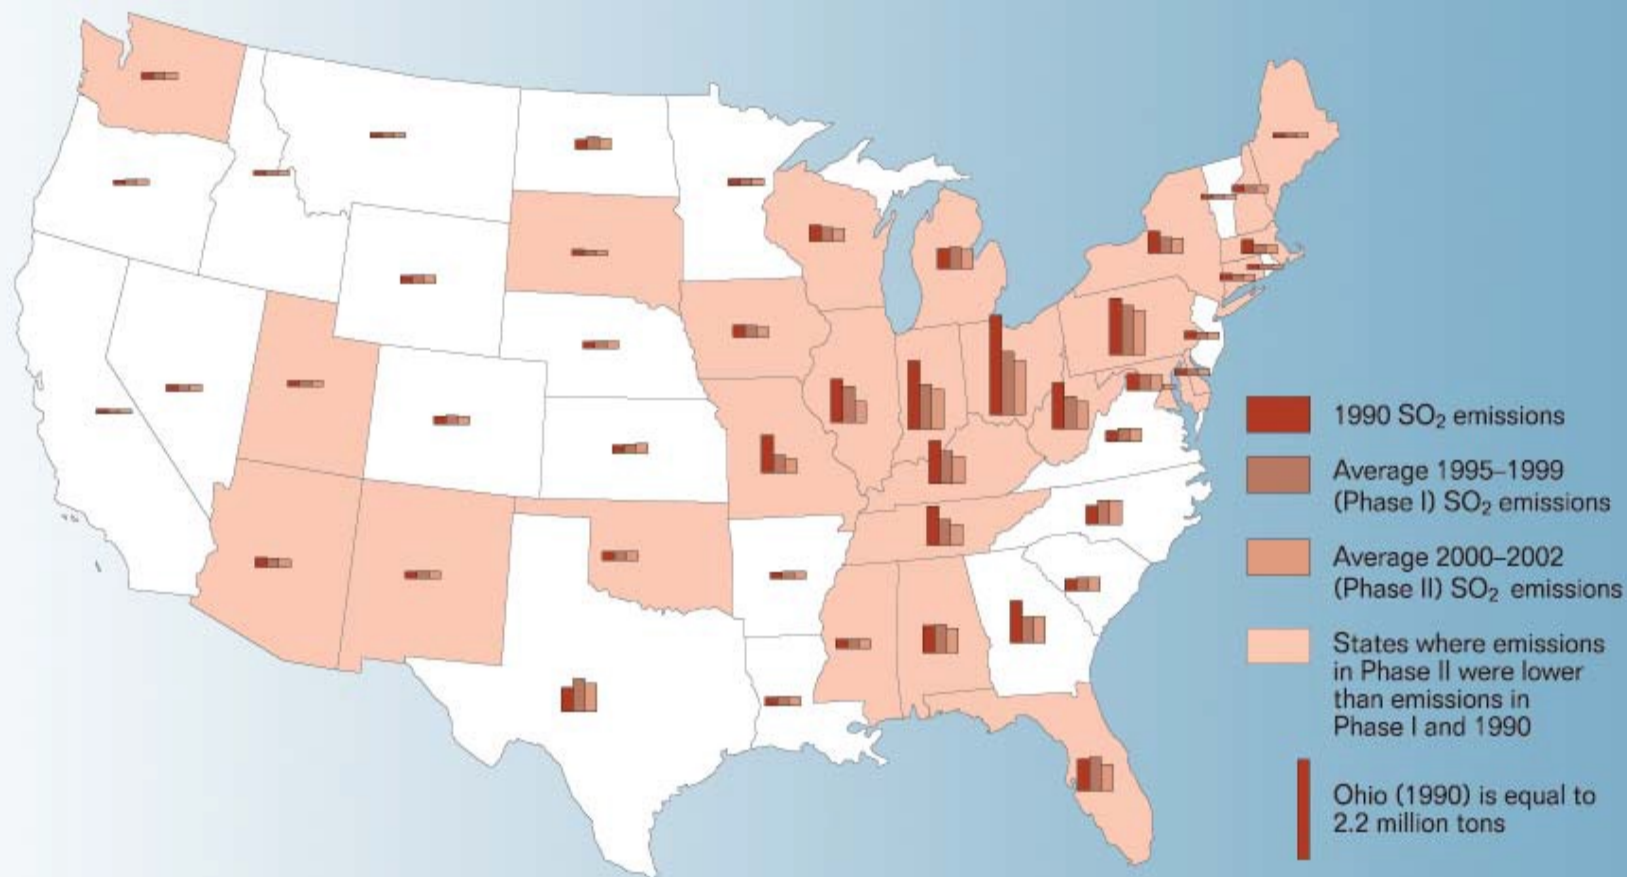 1990 SO₂ emissions
Average 1995–1999
(Phase I) SO₂ emissions
Average 2000–2002
(Phase II) SO₂ emissions
States where emissions
in Phase II were lower
than emissions in
Phase I and 1990
Ohio (1990) is equal to
2.2 million tons